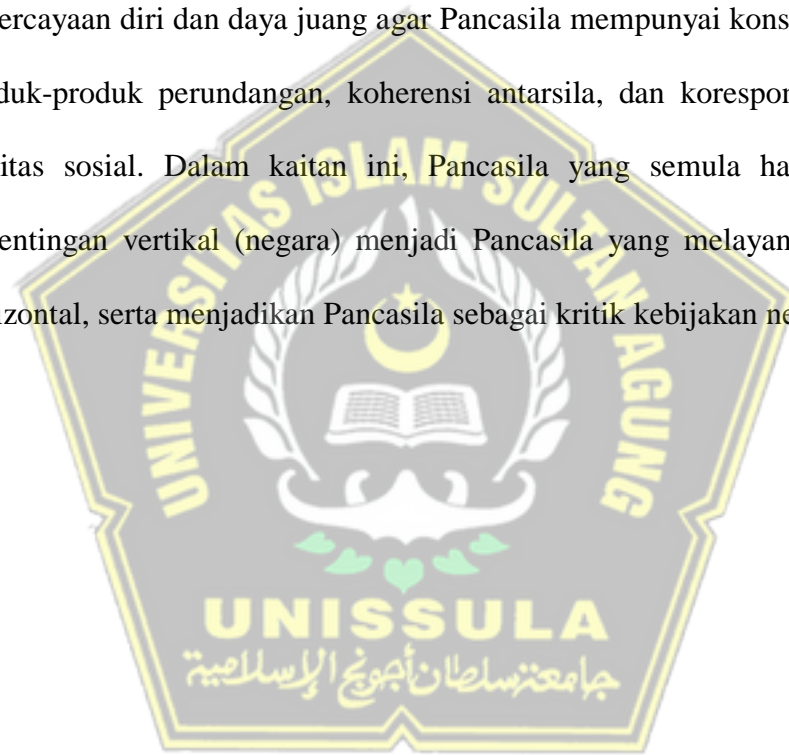 ercayaan diri dan daya juang agar Pancasila mempunyai kons
duk-produk perundangan, koherensi antarsila, dan korespor
itas sosial. Dalam kaitan ini, Pancasila yang semula ha
entingan vertikal (negara) menjadi Pancasila yang melayan
izontal, serta menjadikan Pancasila sebagai kritik kebijakan ne
UNIVERSITAS ISLAM SULTAN AGUNG
UNISSULA
جامعة سلطان أجونج الإسلامية